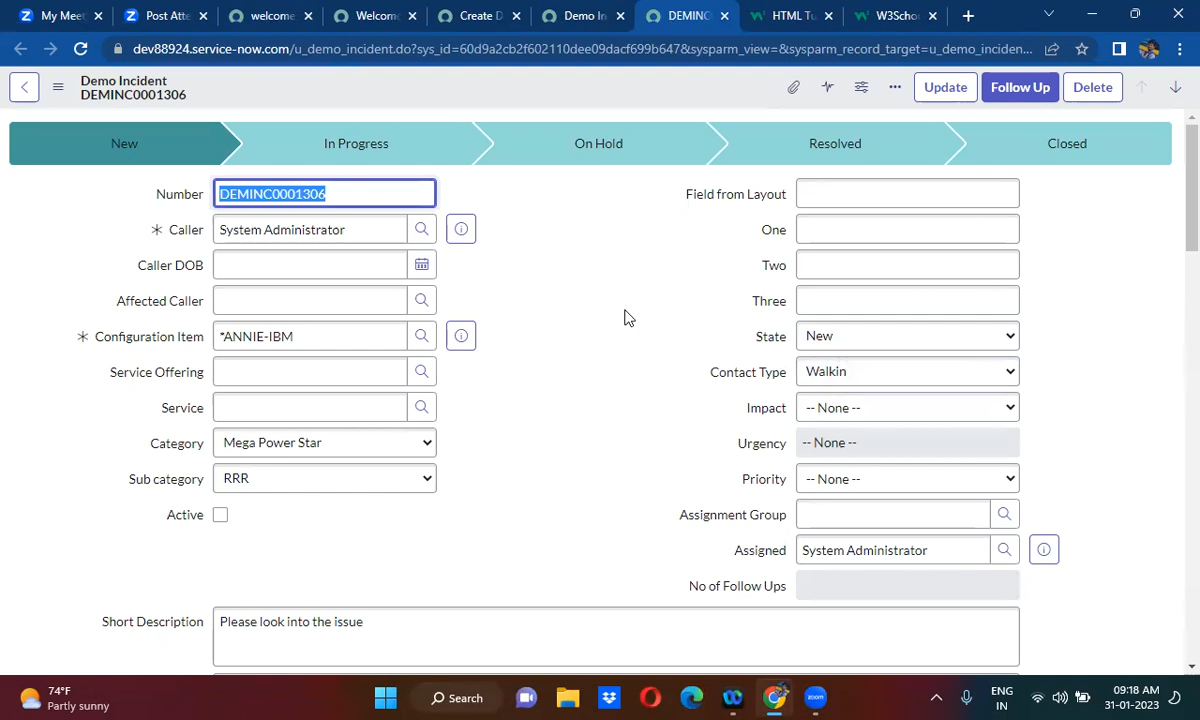 My Meet
Post Atte
welcome
Welcome
Create D
Demo In
DEMINC
HTML Tu
W3Scho
dev88924.service-now.com/u_demo_incident.do?sys_id=60d9a2cb2f602110dee09dacf699b647&sysparm_view=&sysparm_record_target=u_demo_inciden...
Demo Incident
DEMINC0001306
Update
Follow Up
Delete
New
In Progress
On Hold
Resolved
Closed
Number DEMINC0001306
Field from Layout
Caller System Administrator
One
Caller DOB
Two
Affected Caller
Three
Configuration Item *ANNIE-IBM
State New
Service Offering
Contact Type Walkin
Service
Impact -- None --
Category Mega Power Star
Urgency -- None --
Sub category RRR
Priority -- None --
Active
Assignment Group
Assigned System Administrator
No of Follow Ups
Short Description Please look into the issue
74°F
Partly sunny
Search
zoom
ENG
IN
09:18 AM
31-01-2023